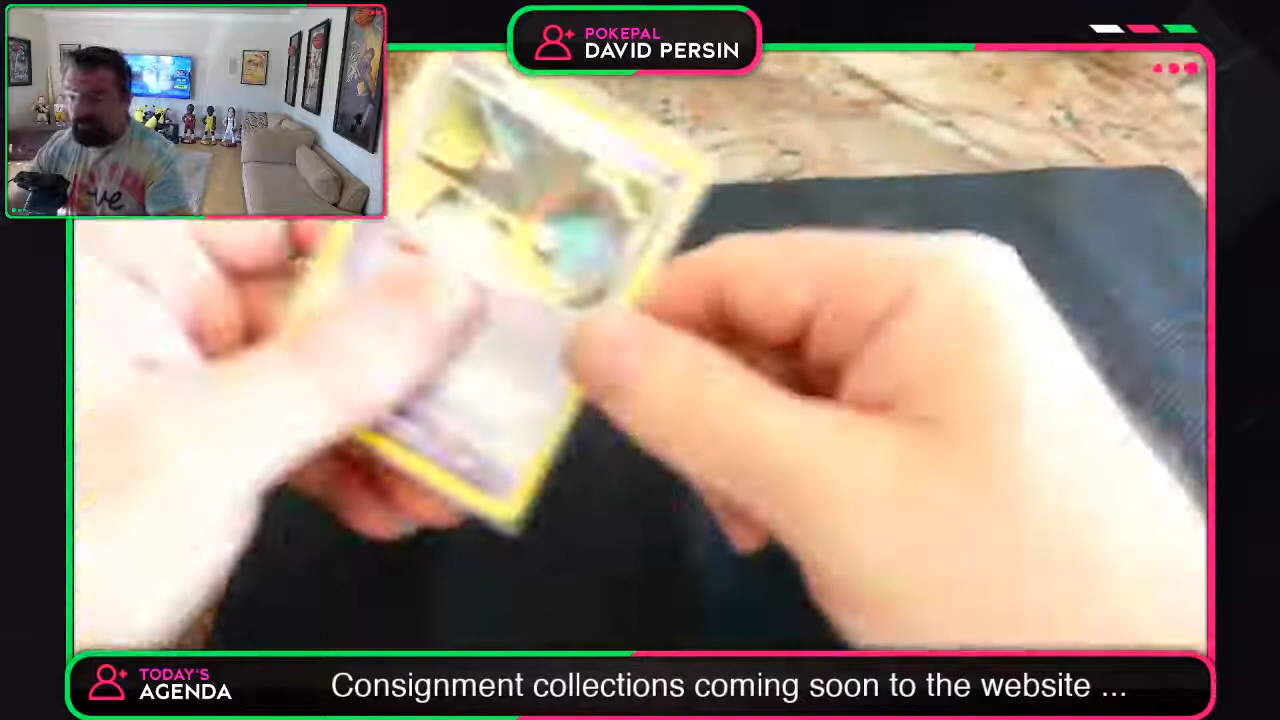 POKEPAL
DAVID PERSIN
TODAY'S
AGENDA
Consignment collections coming soon to the website ...